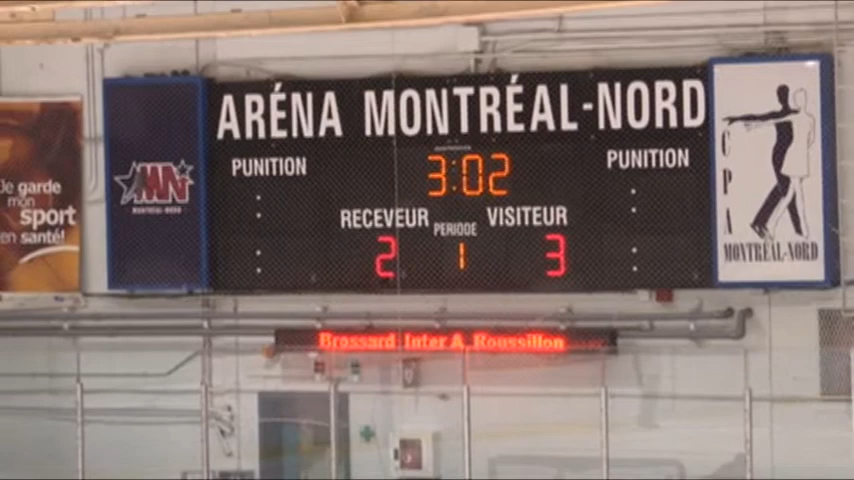 ARÉNA MONTRÉAL-NORD
Je garde
mon
sport
en santé!
MN
MONTRÉAL-NORD
PUNITION
3:02
PUNITION
RECEVEUR
PERIODE
VISITEUR
2
1
3
CPA
MONTRÉAL-NORD
Brossard Inter A, Roussillon